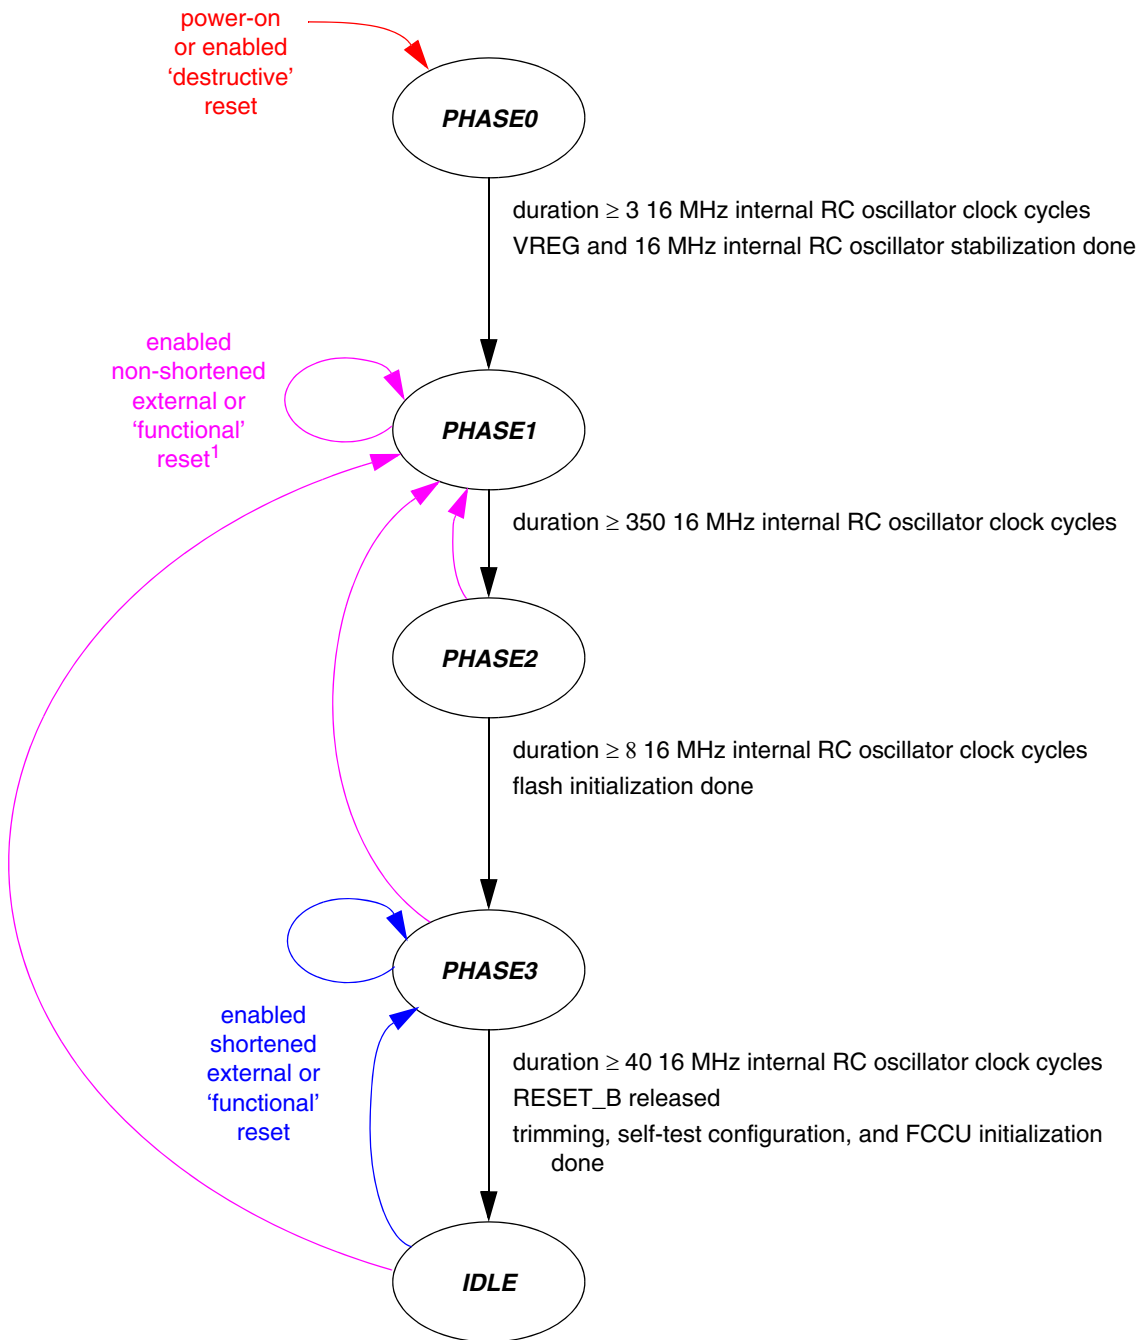 power-on
or enabled
‘destructive’
reset
PHASE0
duration ≥ 3 16 MHz internal RC oscillator clock cycles
VREG and 16 MHz internal RC oscillator stabilization done
enabled
non-shortened
external or
‘functional’
reset1
PHASE1
duration ≥ 350 16 MHz internal RC oscillator clock cycles
PHASE2
duration ≥ 8 16 MHz internal RC oscillator clock cycles
flash initialization done
PHASE3
enabled
shortened
external or
‘functional’
reset
duration ≥ 40 16 MHz internal RC oscillator clock cycles
RESET_B released
trimming, self-test configuration, and FCCU initialization
done
IDLE